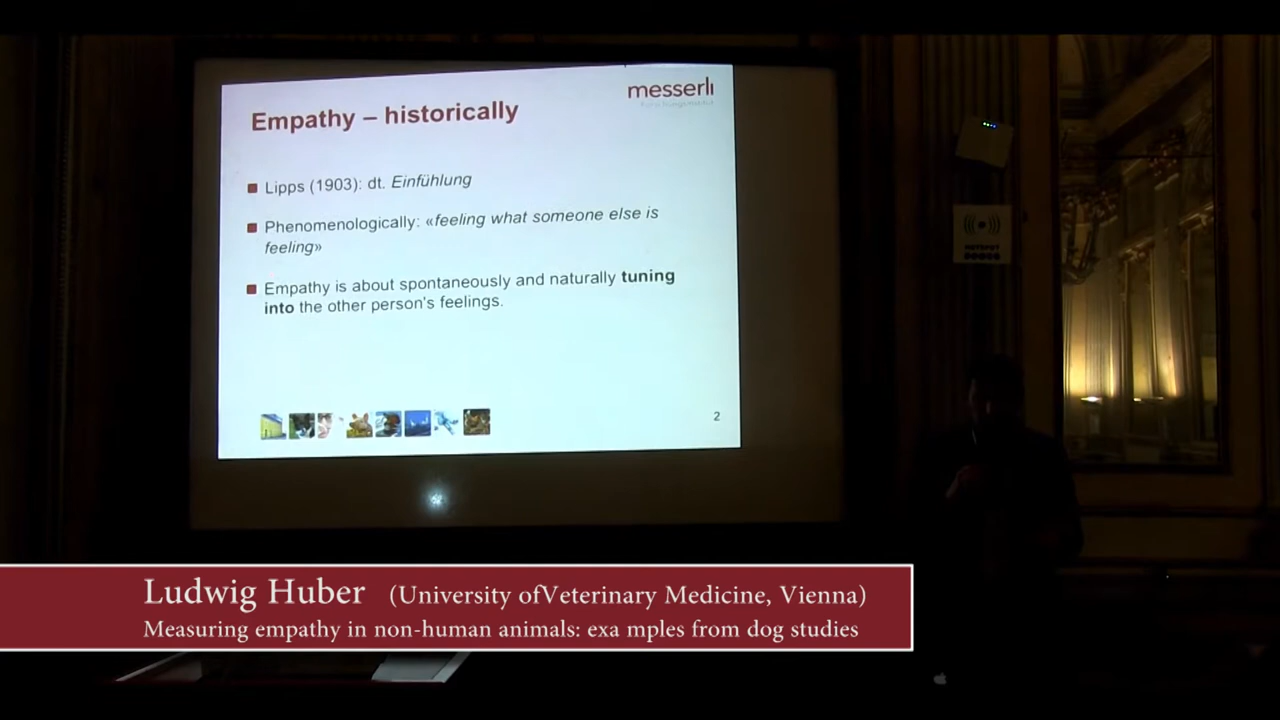 messerli
Empathy – historically
Lipps (1903): dt. Einfühlung
Phenomenologically: «feeling what someone else is
feeling»
Empathy is about spontaneously and naturally tuning
into the other person's feelings.
2
HOTSPOT
Ludwig Huber (University ofVeterinary Medicine, Vienna)
Measuring empathy in non-human animals: exa mples from dog studies